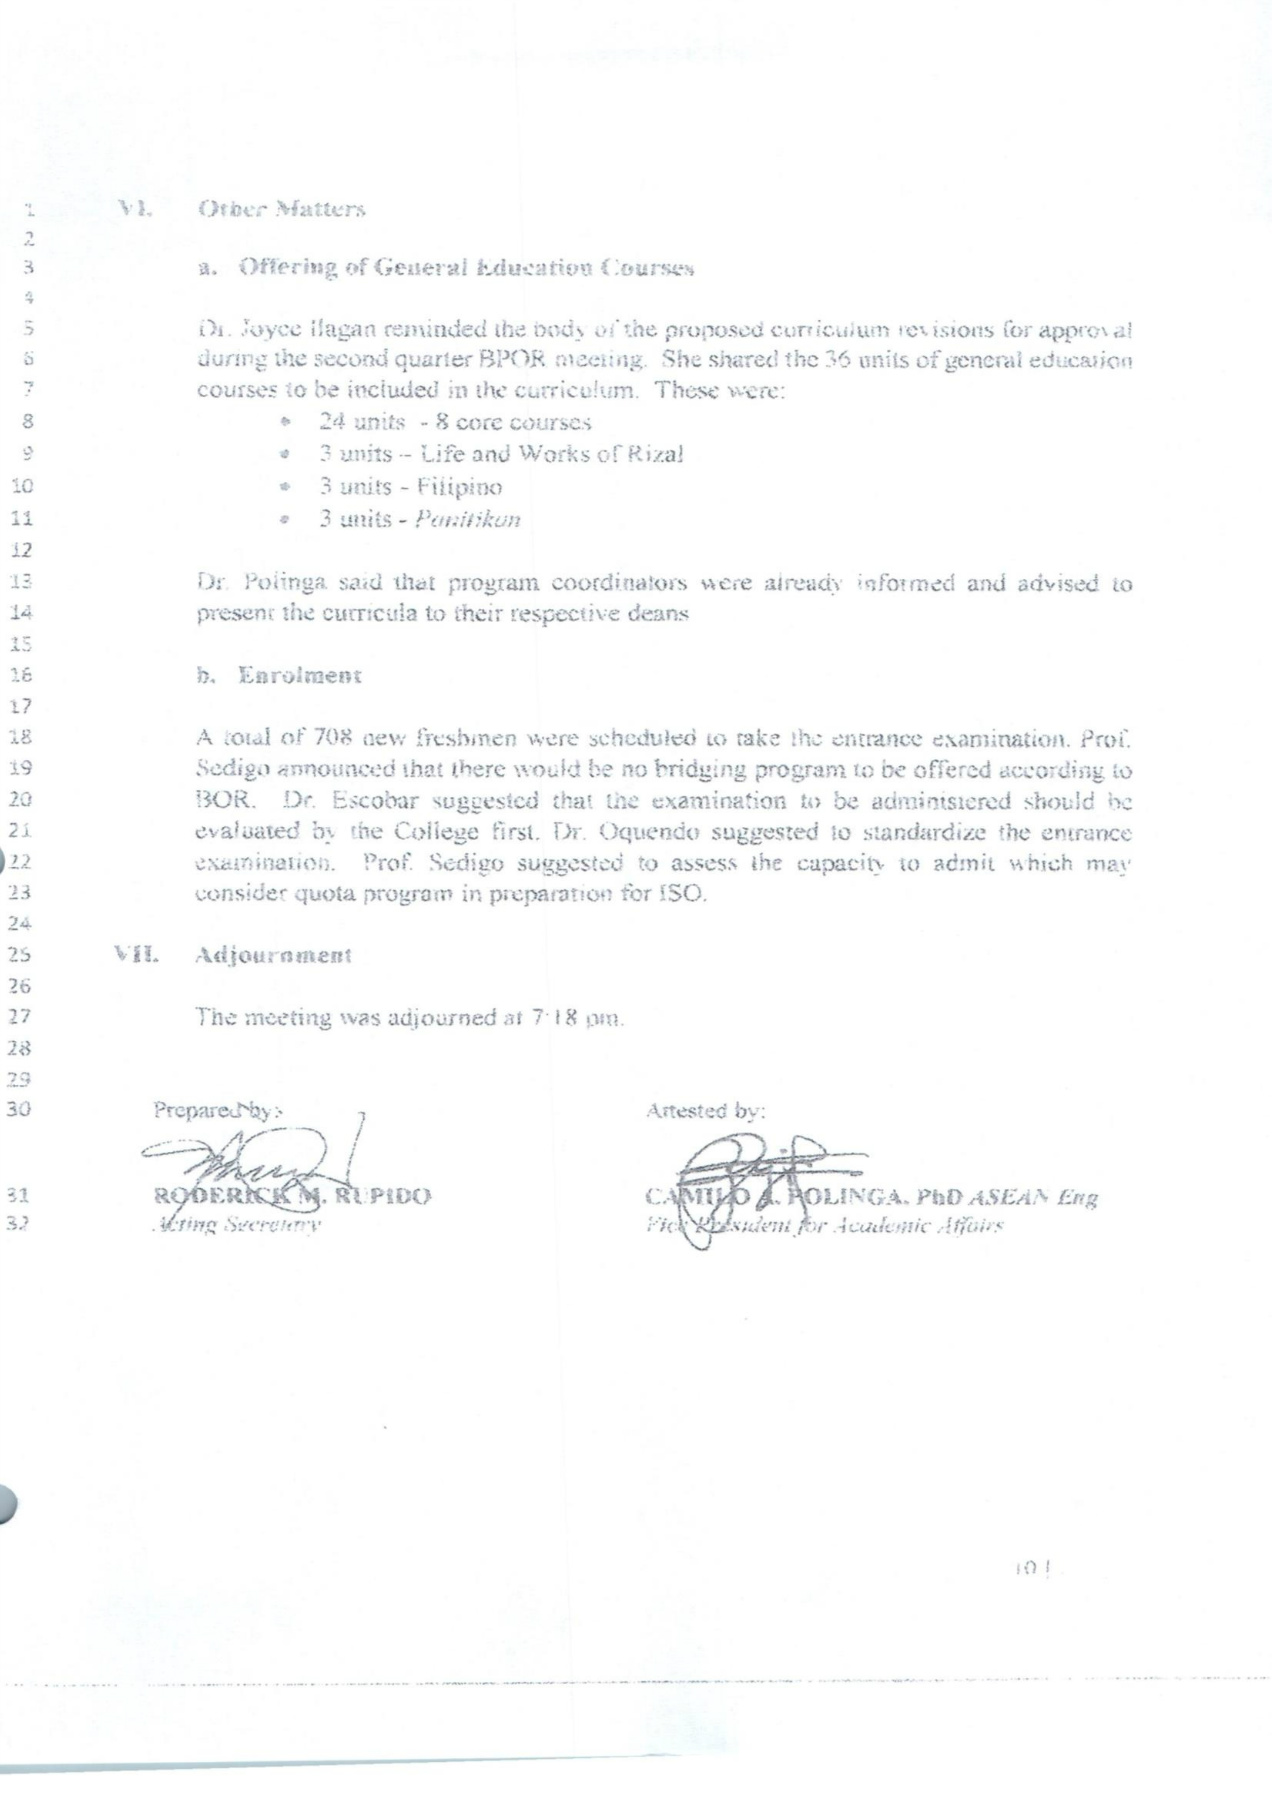 1 VI. Other Matters
2
3 a. Offering of General Education Courses
4
5 Dr. Joyce Ilagan reminded the body of the proposed curriculum revisions for approval
6 during the second quarter BPOR meeting. She shared the 36 units of general education
7 courses to be included in the curriculum. These were:
8 • 24 units - 8 core courses
9 • 3 units – Life and Works of Rizal
10 • 3 units - Filipino
11 • 3 units - Panitikan
12
13 Dr. Polinga said that program coordinators were already informed and advised to
14 present the curricula to their respective deans
15
16 b. Enrolment
17
18 A total of 708 new freshmen were scheduled to take the entrance examination. Prof.
19 Sedigo announced that there would be no bridging program to be offered according to
20 BOR. Dr. Escobar suggested that the examination to be administered should be
21 evaluated by the College first. Dr. Oquendo suggested to standardize the entrance
22 examination. Prof. Sedigo suggested to assess the capacity to admit which may
23 consider quota program in preparation for ISO.
24
25 VII. Adjournment
26
27 The meeting was adjourned at 7:18 pm.
28
29
30 Prepared by: Attested by:
31 RODERICK M. RUPIDO CAMILO A. POLINGA, PhD ASEAN Eng
32 Acting Secretary Vice President for Academic Affairs
10 |